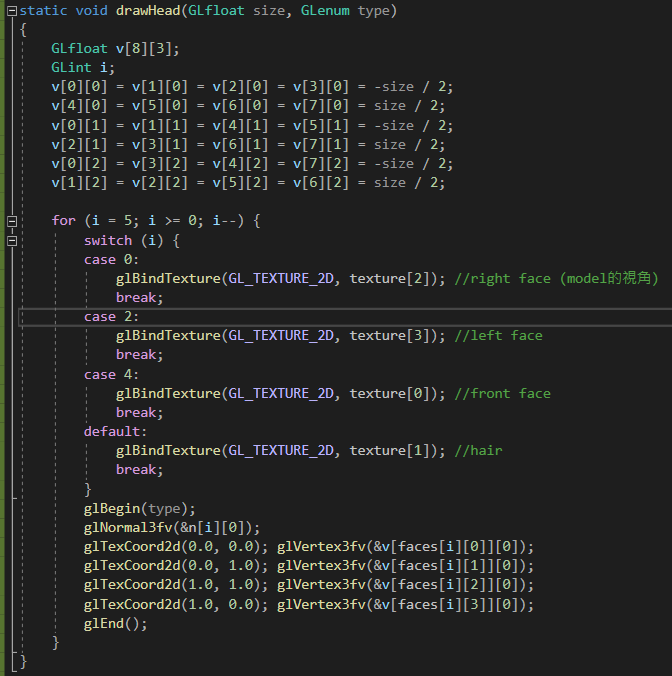 static void drawHead(GLfloat size, GLenum type)
{
    GLfloat v[8][3];
    GLint i;
    v[0][0] = v[1][0] = v[2][0] = v[3][0] = -size / 2;
    v[4][0] = v[5][0] = v[6][0] = v[7][0] = size / 2;
    v[0][1] = v[1][1] = v[4][1] = v[5][1] = -size / 2;
    v[2][1] = v[3][1] = v[6][1] = v[7][1] = size / 2;
    v[0][2] = v[3][2] = v[4][2] = v[7][2] = -size / 2;
    v[1][2] = v[2][2] = v[5][2] = v[6][2] = size / 2;

    for (i = 5; i >= 0; i--) {
        switch (i) {
        case 0:
            glBindTexture(GL_TEXTURE_2D, texture[2]); //right face (model的視角)
            break;
        case 2:
            glBindTexture(GL_TEXTURE_2D, texture[3]); //left face
            break;
        case 4:
            glBindTexture(GL_TEXTURE_2D, texture[0]); //front face
            break;
        default:
            glBindTexture(GL_TEXTURE_2D, texture[1]); //hair
            break;
        }
        glBegin(type);
        glNormal3fv(&n[i][0]);
        glTexCoord2d(0.0, 0.0); glVertex3fv(&v[faces[i][0]][0]);
        glTexCoord2d(0.0, 1.0); glVertex3fv(&v[faces[i][1]][0]);
        glTexCoord2d(1.0, 1.0); glVertex3fv(&v[faces[i][2]][0]);
        glTexCoord2d(1.0, 0.0); glVertex3fv(&v[faces[i][3]][0]);
        glEnd();
    }
}